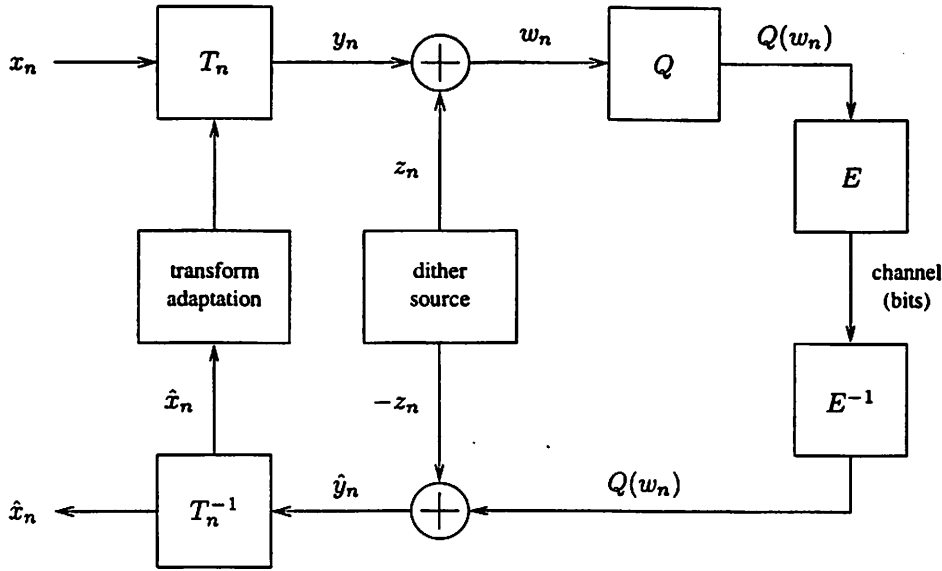 x_n
T_n
y_n
w_n
Q
Q(w_n)
z_n
E
transform
adaptation
dither
source
channel
(bits)
x̂_n
-z_n
E^{-1}
x̂_n
T_n^{-1}
ŷ_n
Q(w_n)